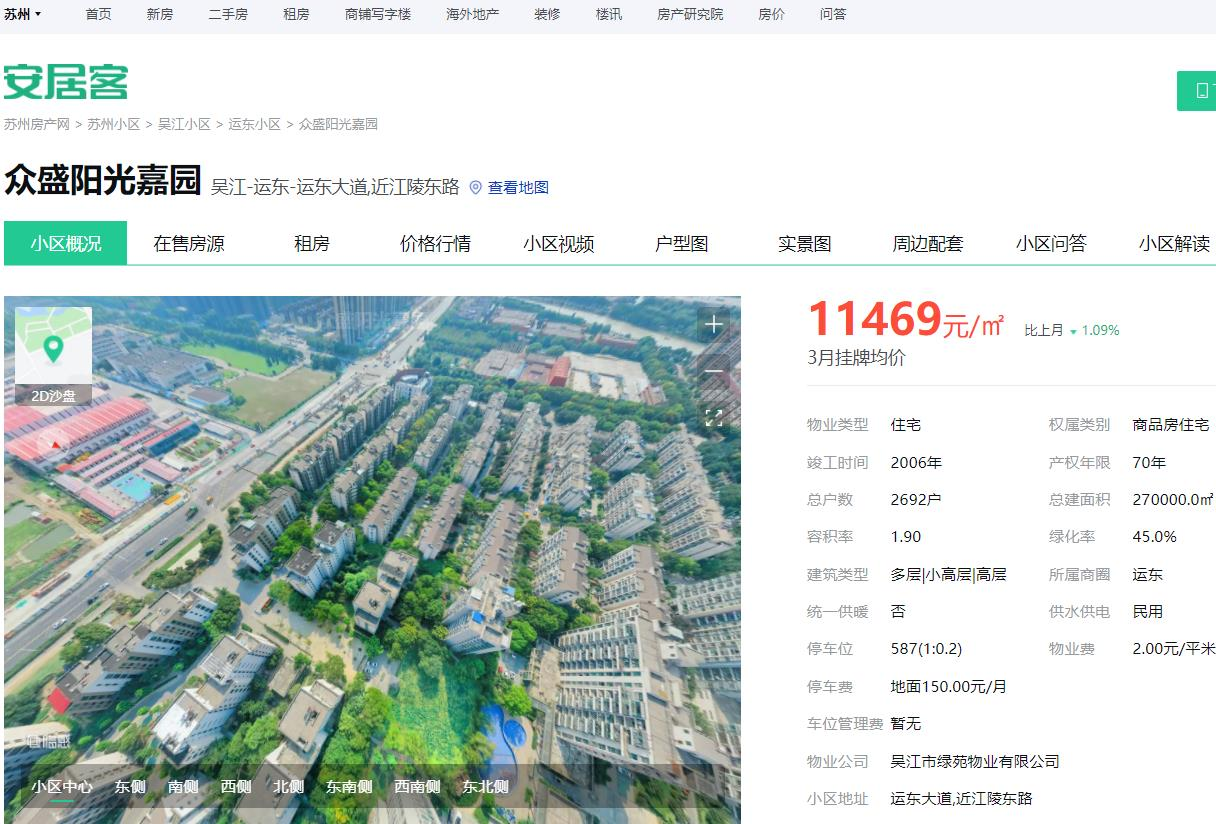 苏州 首页 新房 二手房 租房 商铺写字楼 海外地产 装修 楼讯 房产研究院 房价 问答
安居客
苏州房产网 > 苏州小区 > 吴江小区 > 运东小区 > 众盛阳光嘉园
众盛阳光嘉园 吴江-运东-运东大道,近江陵东路 查看地图
小区概况 在售房源 租房 价格行情 小区视频 户型图 实景图 周边配套 小区问答 小区解读
2D沙盘
小区中心 东侧 南侧 西侧 北侧 东南侧 西南侧 东北侧
11469元/㎡ 比上月 1.09%
3月挂牌均价
物业类型 住宅 权属类别 商品房住宅
竣工时间 2006年 产权年限 70年
总户数 2692户 总建面积 270000.0㎡
容积率 1.90 绿化率 45.0%
建筑类型 多层|小高层|高层 所属商圈 运东
统一供暖 否 供水供电 民用
停车位 587(1:0.2) 物业费 2.00元/平米
停车费 地面150.00元/月
车位管理费 暂无
物业公司 吴江市绿苑物业有限公司
小区地址 运东大道,近江陵东路